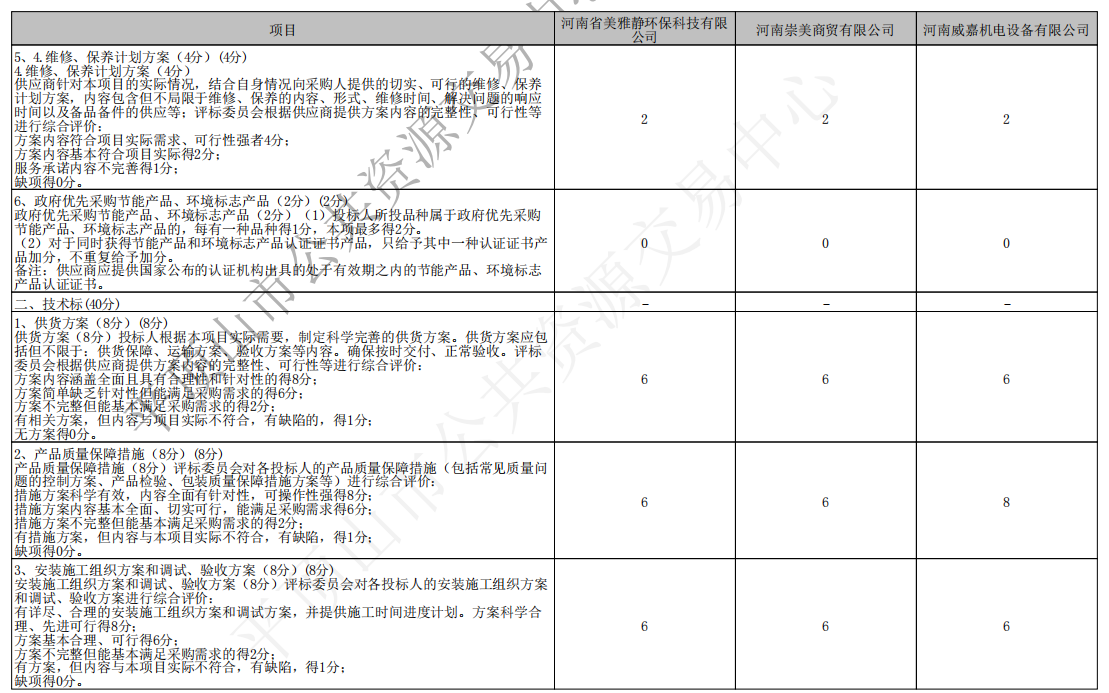 项目
河南省美雅静环保科技有限公司
河南崇美商贸有限公司
河南威嘉机电设备有限公司
5、4.维修、保养计划方案（4分）(4分)
4.维修、保养计划方案（4分）
供应商针对本项目的实际情况，结合自身情况向采购人提供的切实、可行的维修、保养
计划方案，内容包含但不局限于维修、保养的内容、形式、维修时间、解决问题的响应
时间以及备品备件的供应等；评标委员会根据供应商提供方案内容的完整性、可行性等
进行综合评价：
方案内容符合项目实际需求、可行性强者4分；
方案内容基本符合项目实际得2分；
服务承诺内容不完善得1分；
缺项得0分。
2
2
2
6、政府优先采购节能产品、环境标志产品（2分）(2分)
政府优先采购节能产品、环境标志产品（2分）（1）投标人所投品种属于政府优先采购
节能产品、环境标志产品的，每有一种品种得1分，本项最多得2分。
（2）对于同时获得节能产品和环境标志产品认证证书产品，只给予其中一种认证证书产
品加分，不重复给予加分。
备注：供应商应提供国家公布的认证机构出具的处于有效期之内的节能产品、环境标志
产品认证证书。
0
0
0
二、技术标(40分)
-
-
-
1、供货方案（8分）(8分)
供货方案（8分）投标人根据本项目实际需要，制定科学完善的供货方案。供货方案应包
括但不限于：供货保障、运输方案、验收方案等内容。确保按时交付、正常验收。评标
委员会根据供应商提供方案内容的完整性、可行性等进行综合评价：
方案内容涵盖全面且具有合理性和针对性的得8分；
方案简单缺乏针对性但能满足采购需求的得6分；
方案不完整但能基本满足采购需求的得2分；
有相关方案，但内容与项目实际不符合，有缺陷的，得1分；
无方案得0分。
6
6
6
2、产品质量保障措施（8分）(8分)
产品质量保障措施（8分）评标委员会对各投标人的产品质量保障措施（包括常见质量问
题的控制方案、产品检验、包装质量保障措施方案等）进行综合评价：
措施方案科学有效，内容全面有针对性，可操作性强得8分；
措施方案内容基本全面、切实可行，能满足采购需求得6分；
措施方案不完整但能基本满足采购需求的得2分；
有措施方案，但内容与本项目实际不符合，有缺陷，得1分；
缺项得0分。
6
6
8
3、安装施工组织方案和调试、验收方案（8分）(8分)
安装施工组织方案和调试、验收方案（8分）评标委员会对各投标人的安装施工组织方案
和调试、验收方案进行综合评价：
有详尽、合理的安装施工组织方案和调试方案，并提供施工时间进度计划。方案科学合
理、先进可行得8分；
方案基本合理、可行得6分；
方案不完整但能基本满足采购需求的得2分；
有方案，但内容与本项目实际不符合，有缺陷，得1分；
缺项得0分。
6
6
6
平顶山市公共资源交易中
平顶山市公共资源交易中心